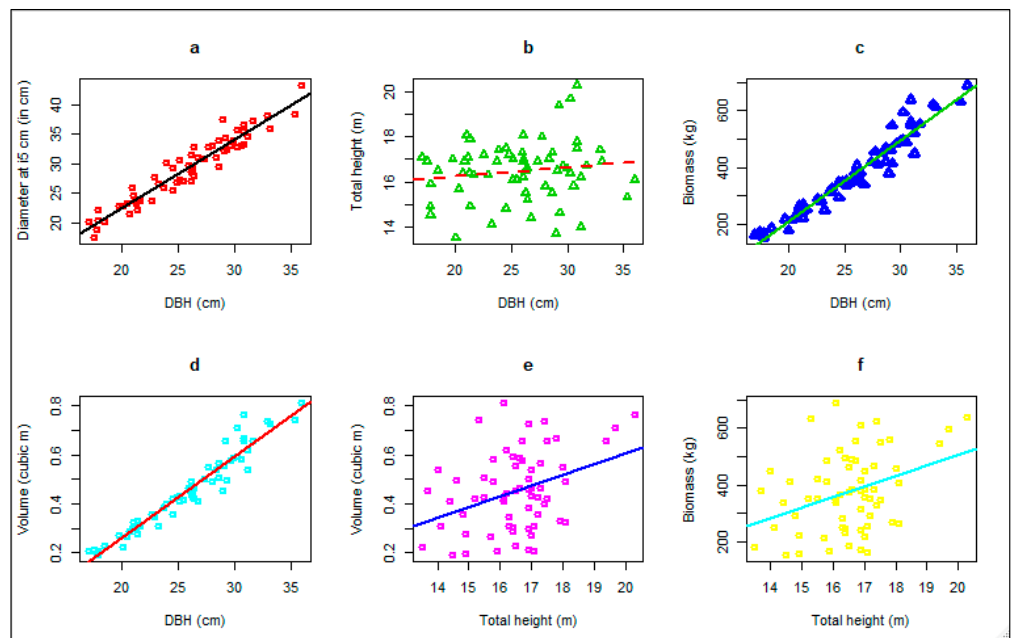 a
Diameter at t5 cm (in cm)
20 25 30 35 40
20 25 30 35
DBH (cm)
b
Total height (m)
14 16 18 20
20 25 30 35
DBH (cm)
c
Biomass (kg)
200 400 600
20 25 30 35
DBH (cm)
d
Volume (cubic m)
0.2 0.4 0.6 0.8
20 25 30 35
DBH (cm)
e
Volume (cubic m)
0.2 0.4 0.6 0.8
14 15 16 17 18 19 20
Total height (m)
f
Biomass (kg)
200 400 600
14 15 16 17 18 19 20
Total height (m)